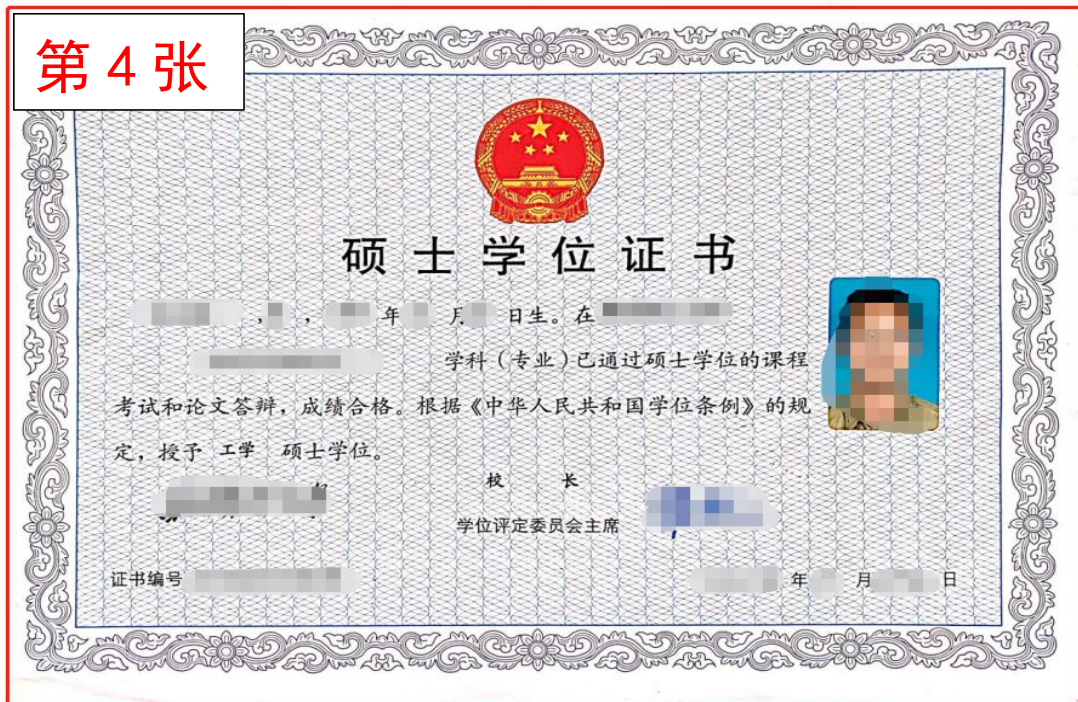 第 4 张
硕士学位证书
, , 年 月 日生。在
学科(专业)已通过硕士学位的课程
考试和论文答辩,成绩合格。根据《中华人民共和国学位条例》的规
定,授予 工学 硕士学位。
校 长
学位评定委员会主席
证书编号
年 月 日